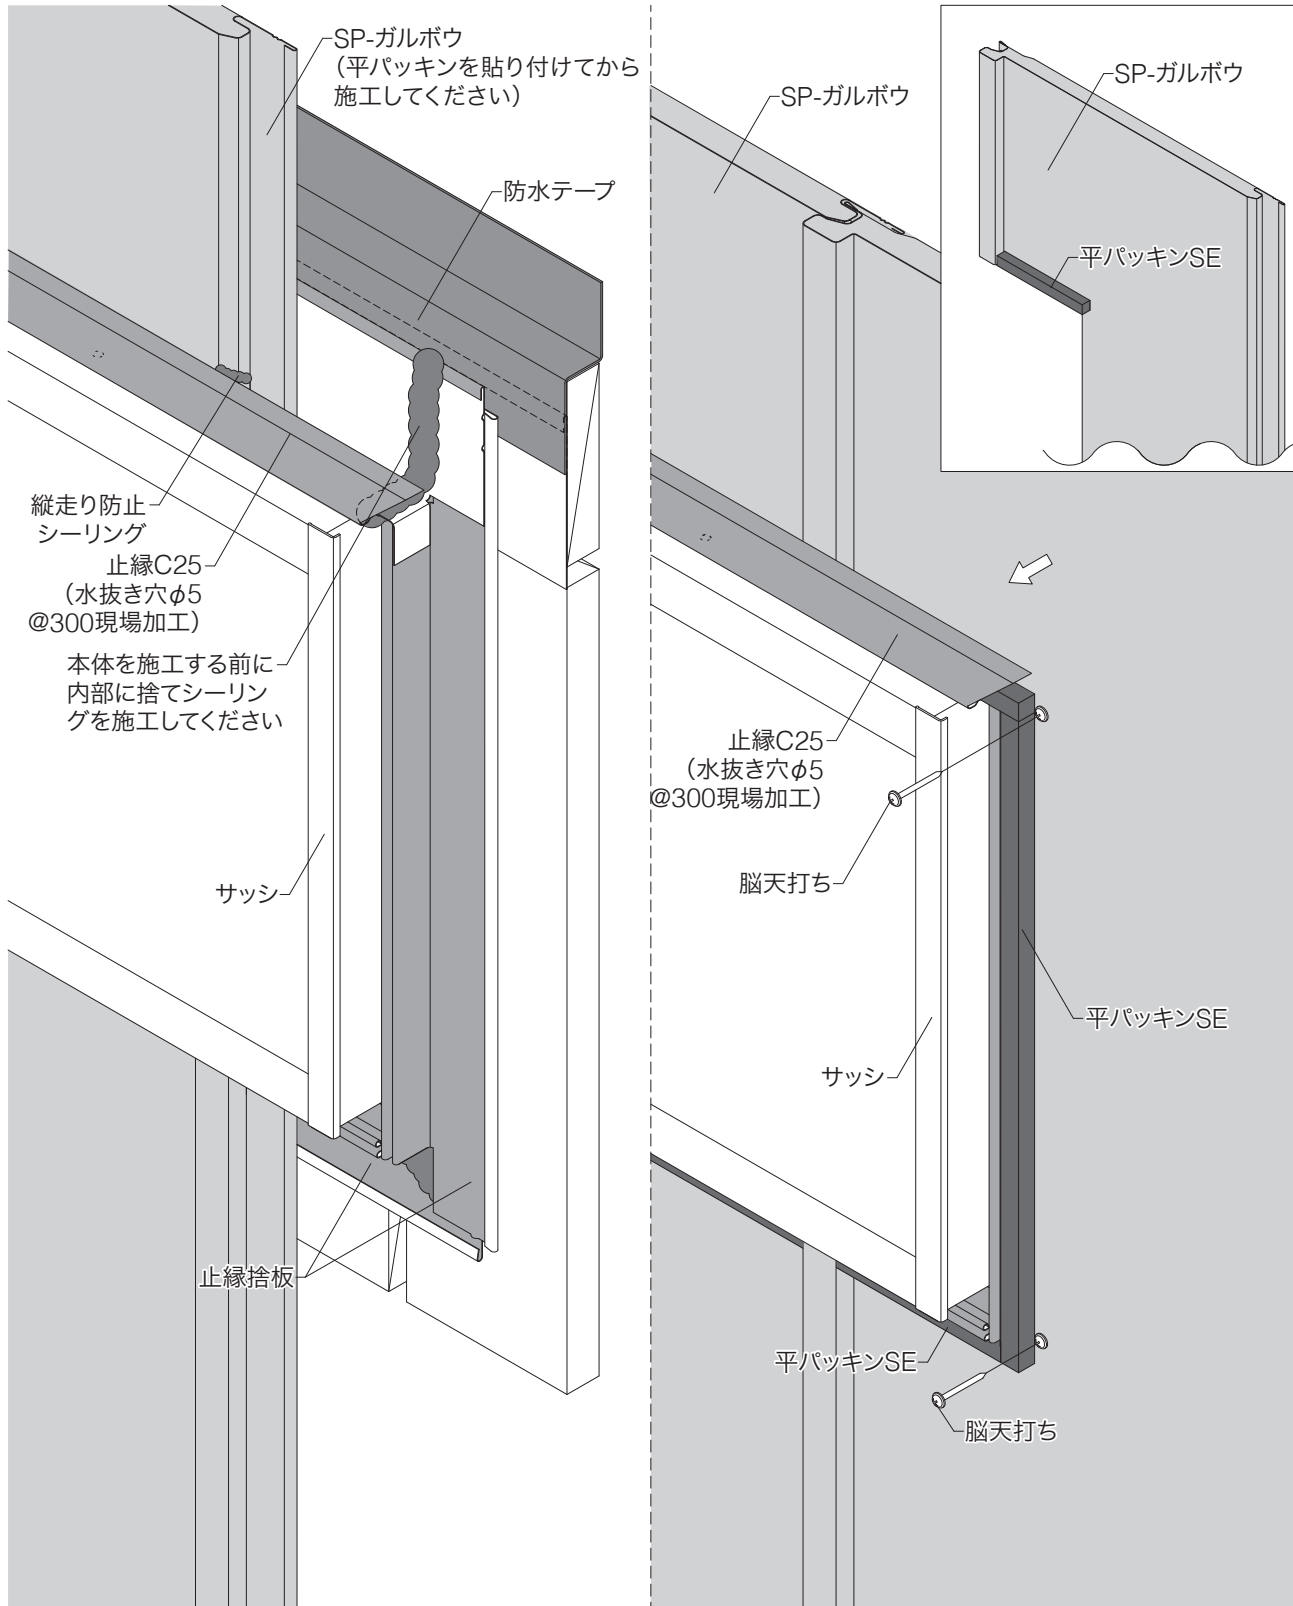 SP-ガルボウ
（平パッキンを貼り付けてから
施工してください）
防水テープ
縦走り防止
シーリング
止縁C25
（水抜き穴φ5
@300現場加工）
本体を施工する前に
内部に捨てシーリン
グを施工してください
サッシ
止縁捨板
SP-ガルボウ
SP-ガルボウ
平パッキンSE
止縁C25
（水抜き穴φ5
@300現場加工）
脳天打ち
平パッキンSE
サッシ
平パッキンSE
脳天打ち